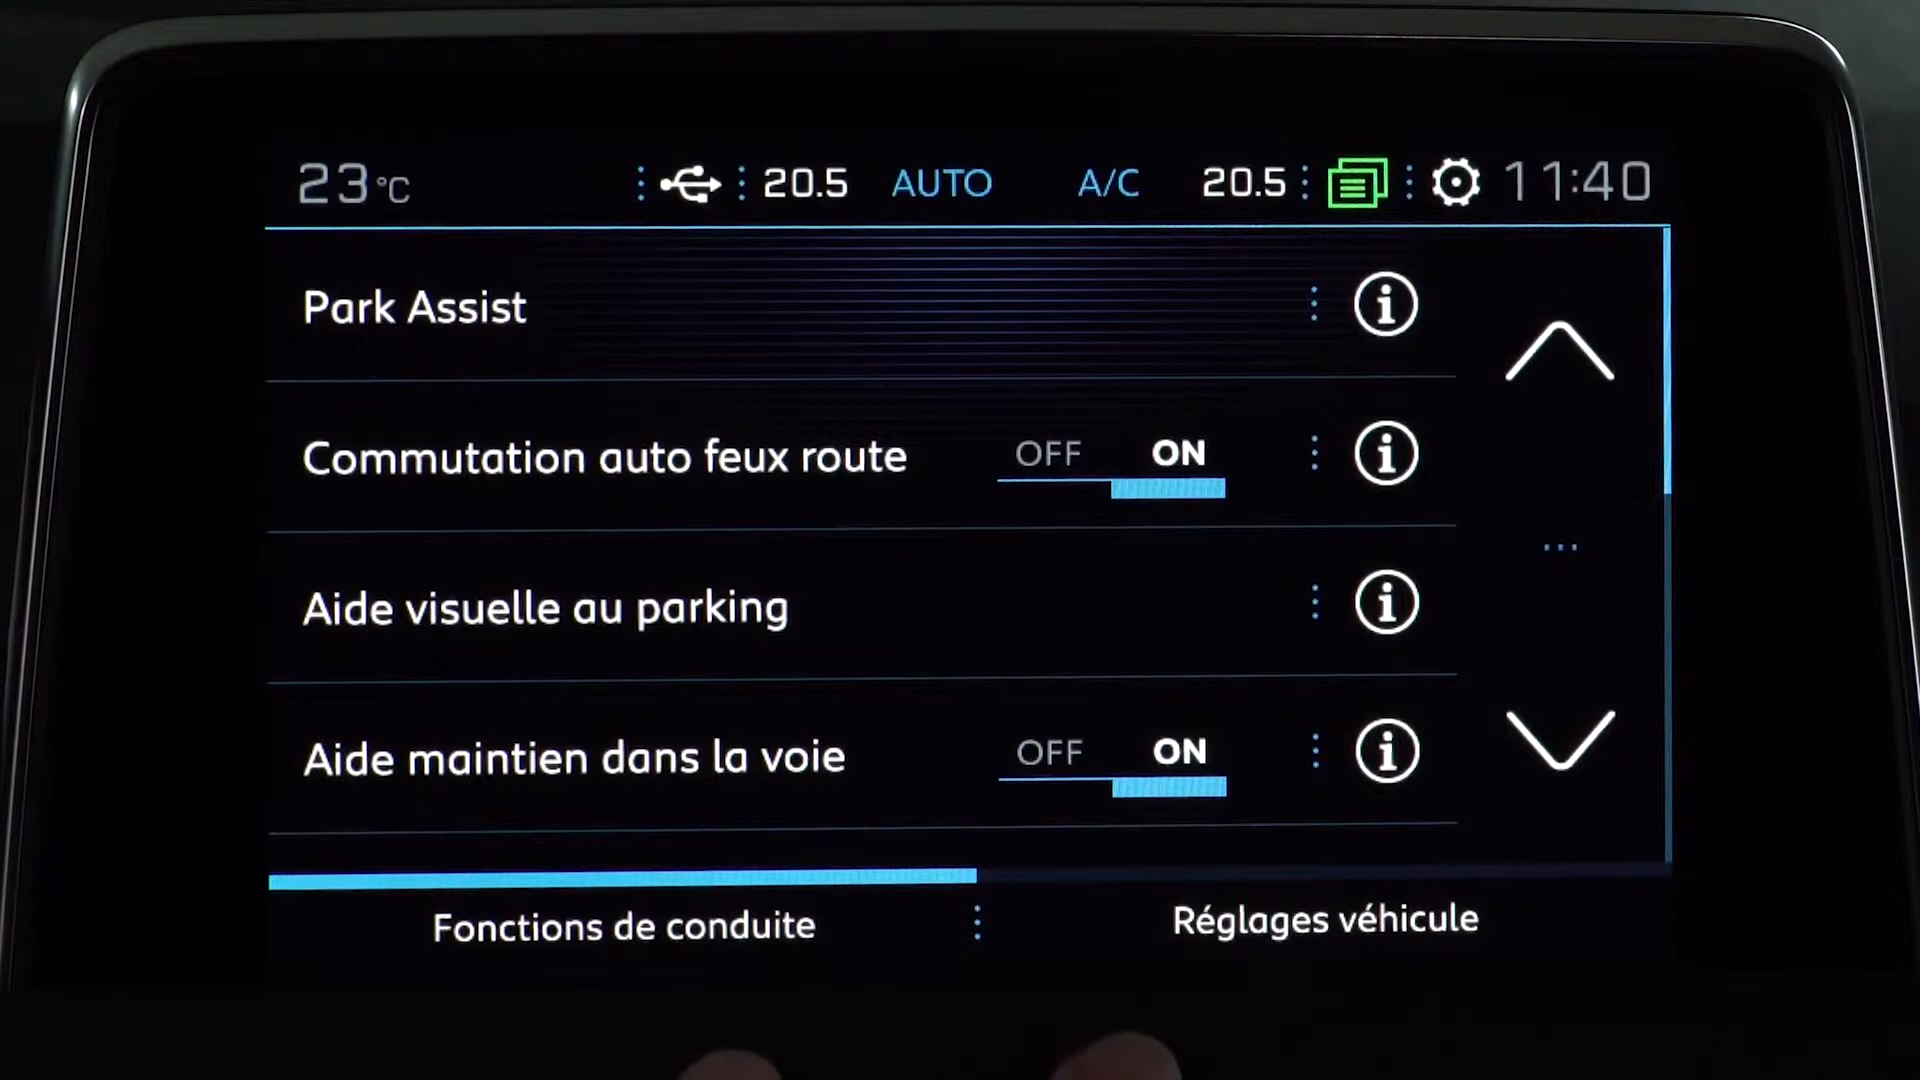 23°C 20.5 AUTO A/C 20.5 11:40
Park Assist
Commutation auto feux route OFF ON
Aide visuelle au parking
Aide maintien dans la voie OFF ON
Fonctions de conduite Réglages véhicule